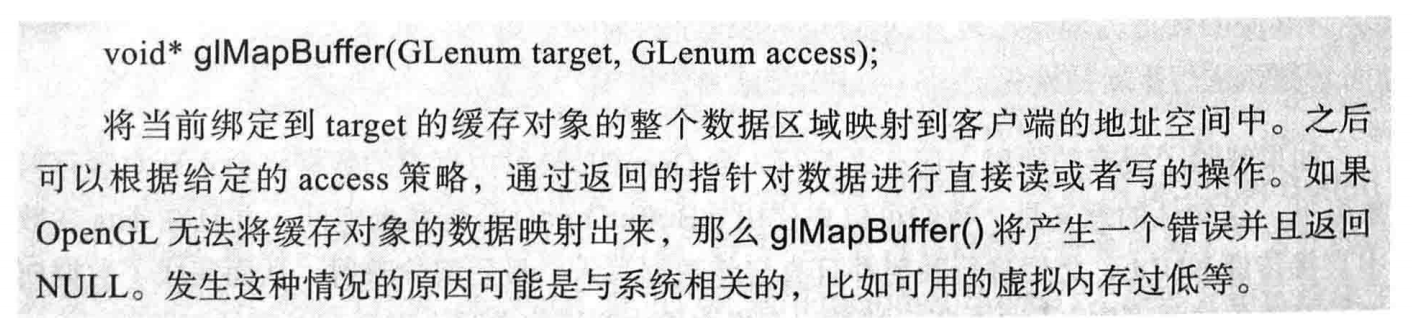 void* glMapBuffer(GLenum target, GLenum access);
将当前绑定到 target 的缓存对象的整个数据区域映射到客户端的地址空间中。之后
可以根据给定的 access 策略，通过返回的指针对数据进行直接读或者写的操作。如果
OpenGL 无法将缓存对象的数据映射出来，那么 glMapBuffer() 将产生一个错误并且返回
NULL。发生这种情况的原因可能是与系统相关的，比如可用的虚拟内存过低等。